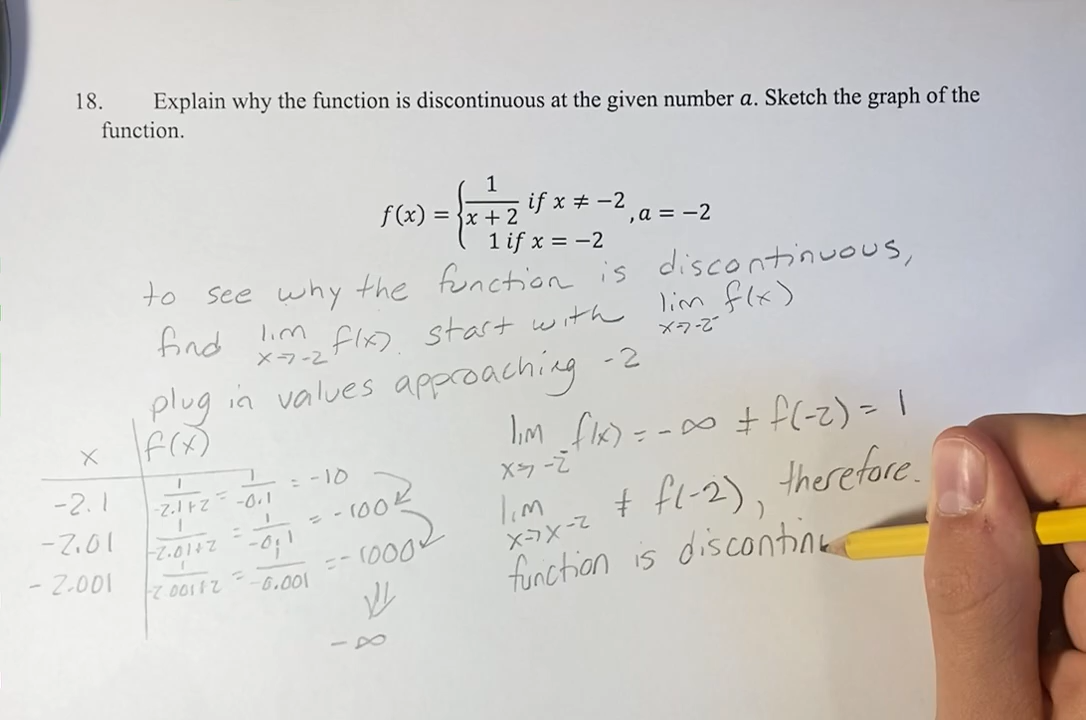 18. Explain why the function is discontinuous at the given number a. Sketch the graph of the
function.
f(x) = { 1/(x + 2) if x ≠ −2
1 if x = −2 , a = −2
to see why the function is discontinuous,
find lim x→-2 f(x). start with lim x→-2⁻ f(x)
plug in values approaching -2
x | f(x)
-2.1 | 1/(-2.1+2) = 1/-0.1 = -10
-2.01 | 1/(-2.01+2) = 1/-0,1 = -100
-2.001 | 1/(-2.001+2) = 1/-0.001 = -1000
⇓
-∞
lim x→-2⁻ f(x) = -∞ ≠ f(-2) = 1
lim x→x-2 ≠ f(-2), therefore.
function is discontinu